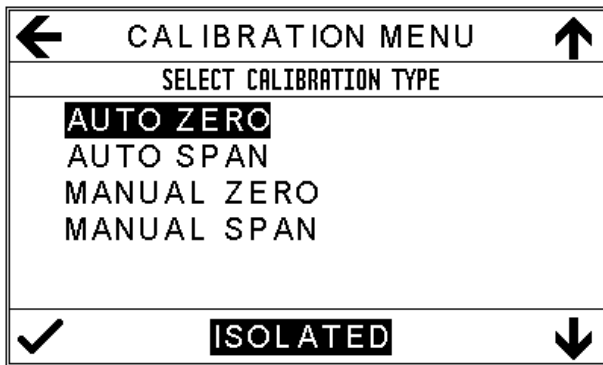 CALIBRATION MENU
SELECT CALIBRATION TYPE
AUTO ZERO
AUTO SPAN
MANUAL ZERO
MANUAL SPAN
ISOLATED